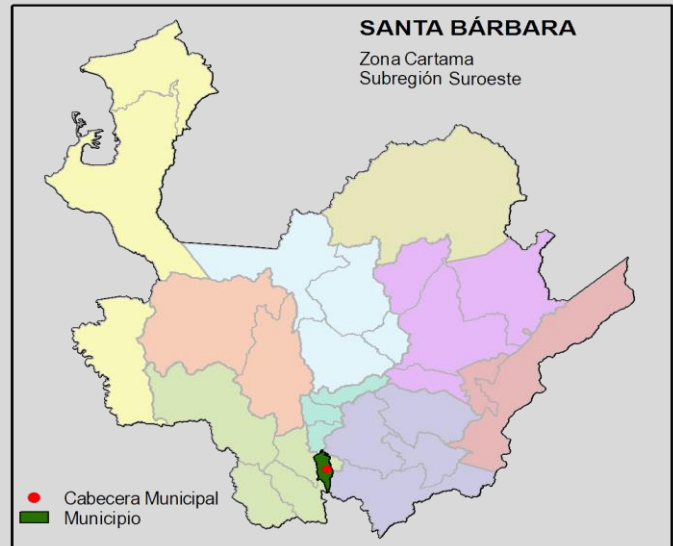 SANTA BÁRBARA
Zona Cartama
Subregión Suroeste
Cabecera Municipal
Municipio